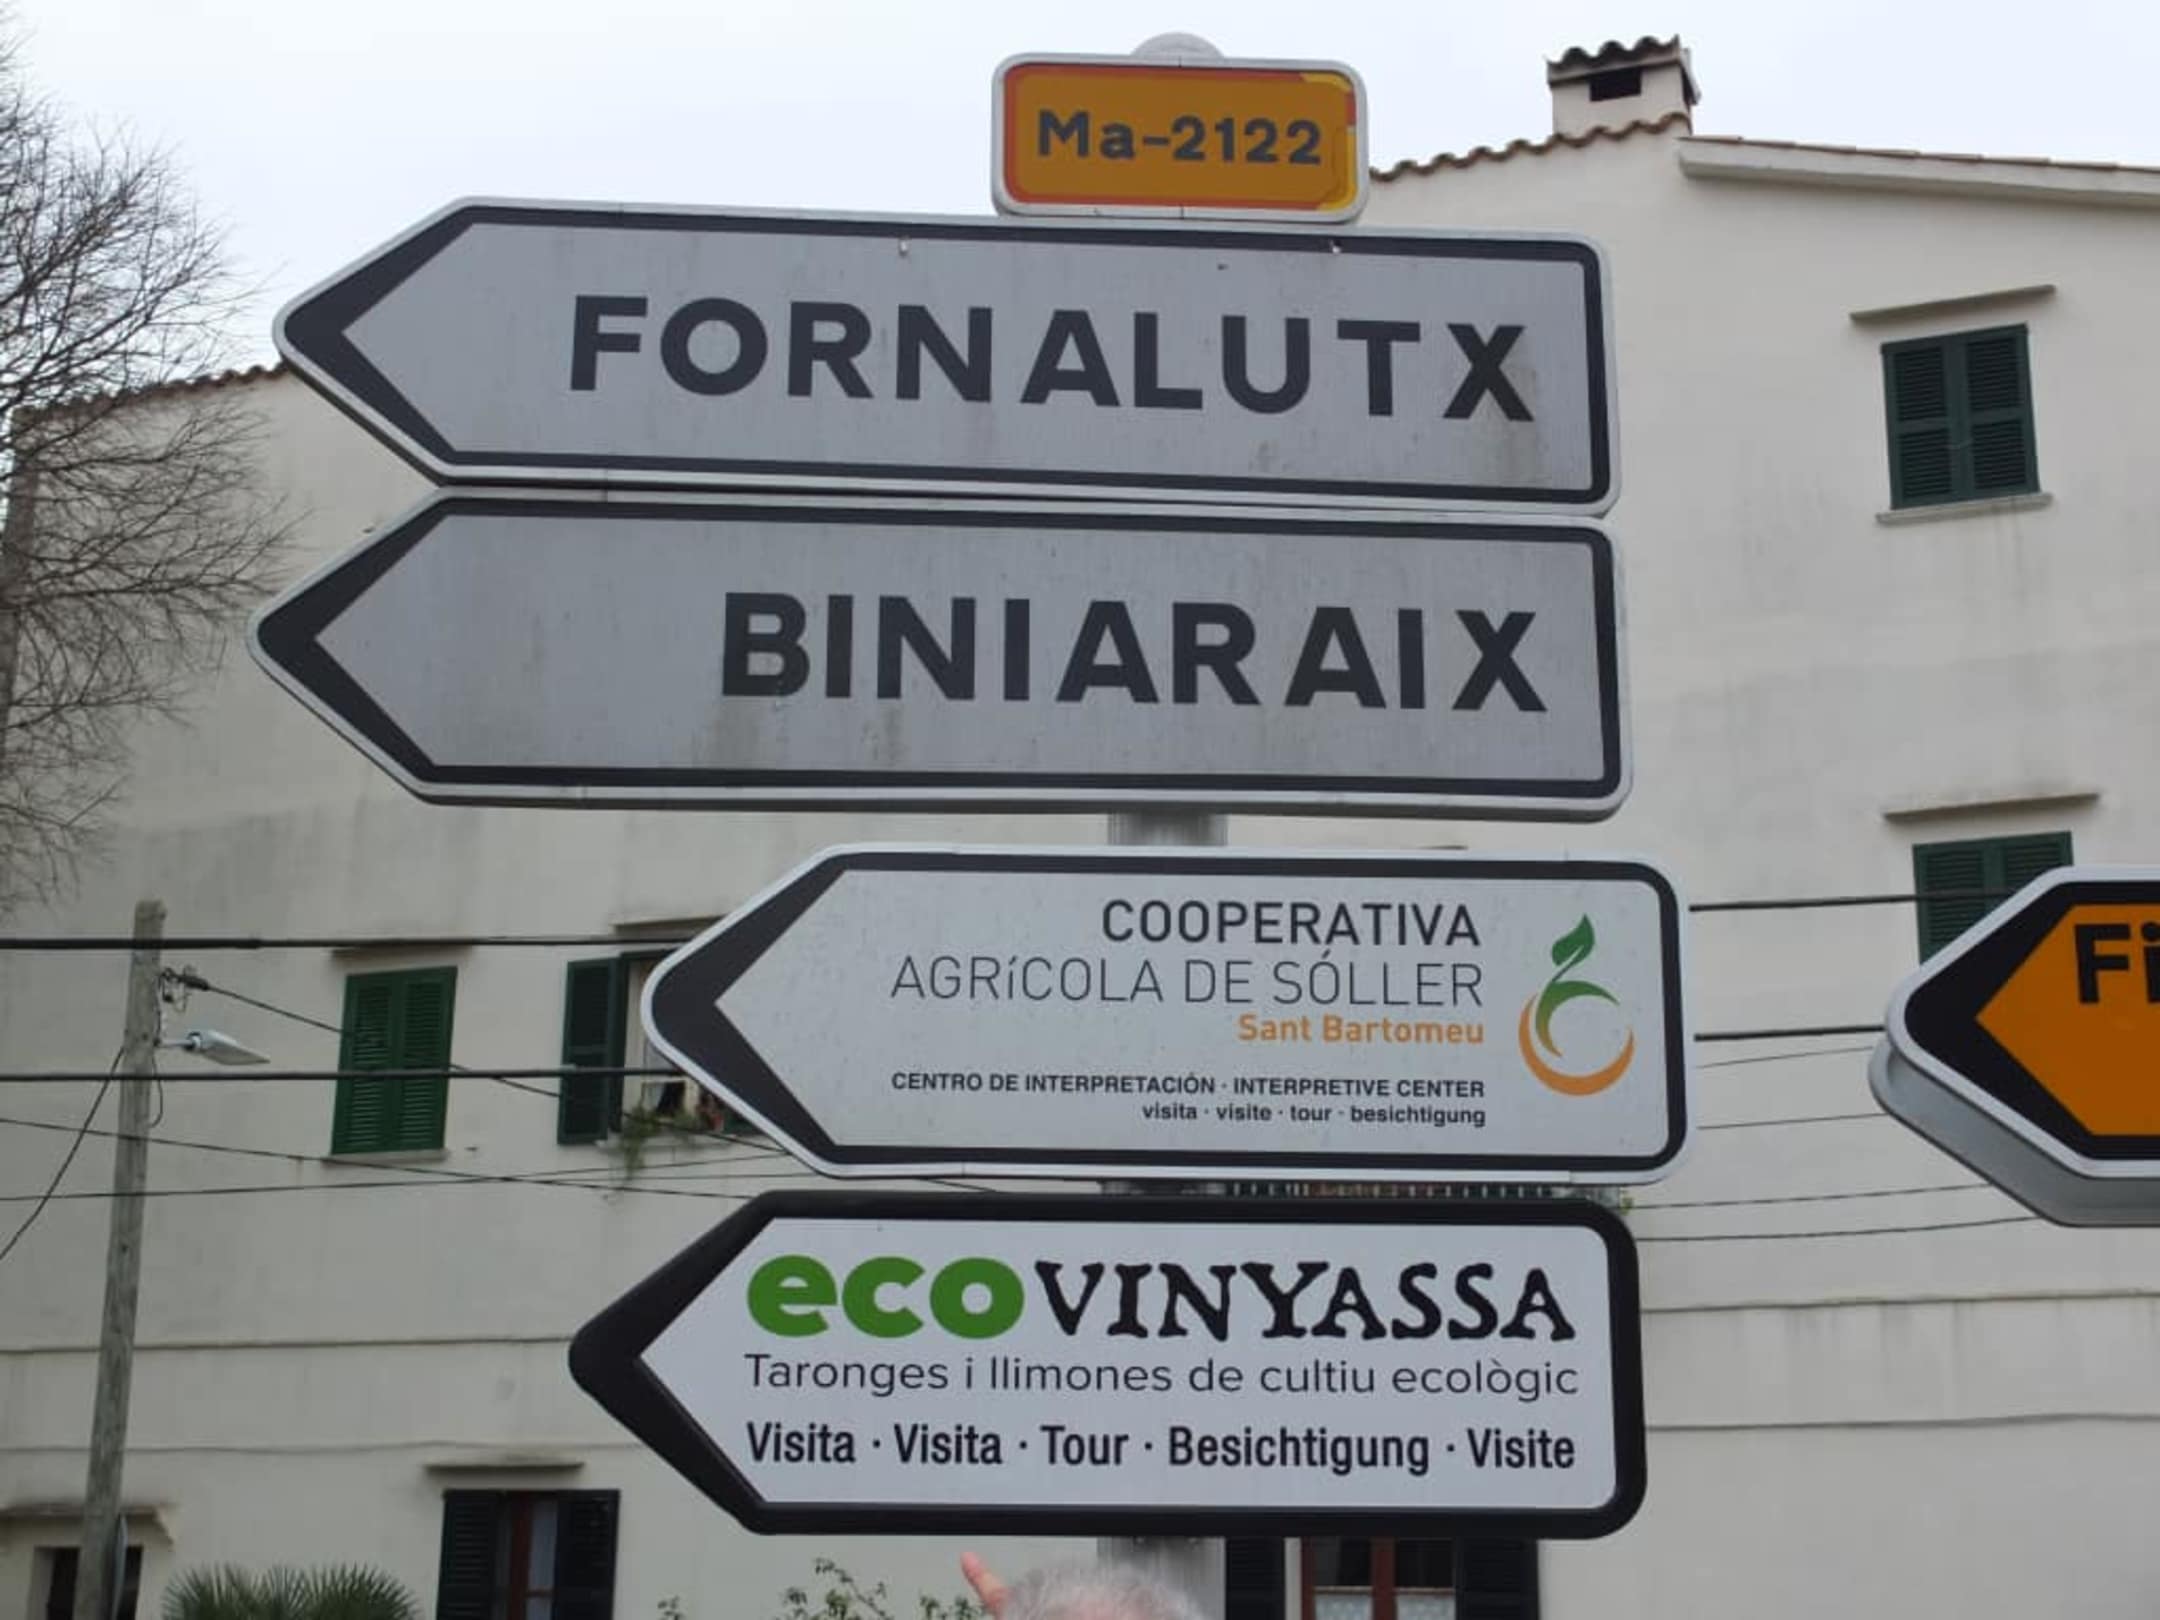 Ma-2122
FORNALUTX
BINIARAIX
COOPERATIVA
AGRíCOLA DE SÓLLER
Sant Bartomeu
CENTRO DE INTERPRETACIÓN · INTERPRETIVE CENTER
visita · visite · tour · besichtigung
ecoVINYASSA
Taronges i llimones de cultiu ecològic
Visita · Visita · Tour · Besichtigung · Visite